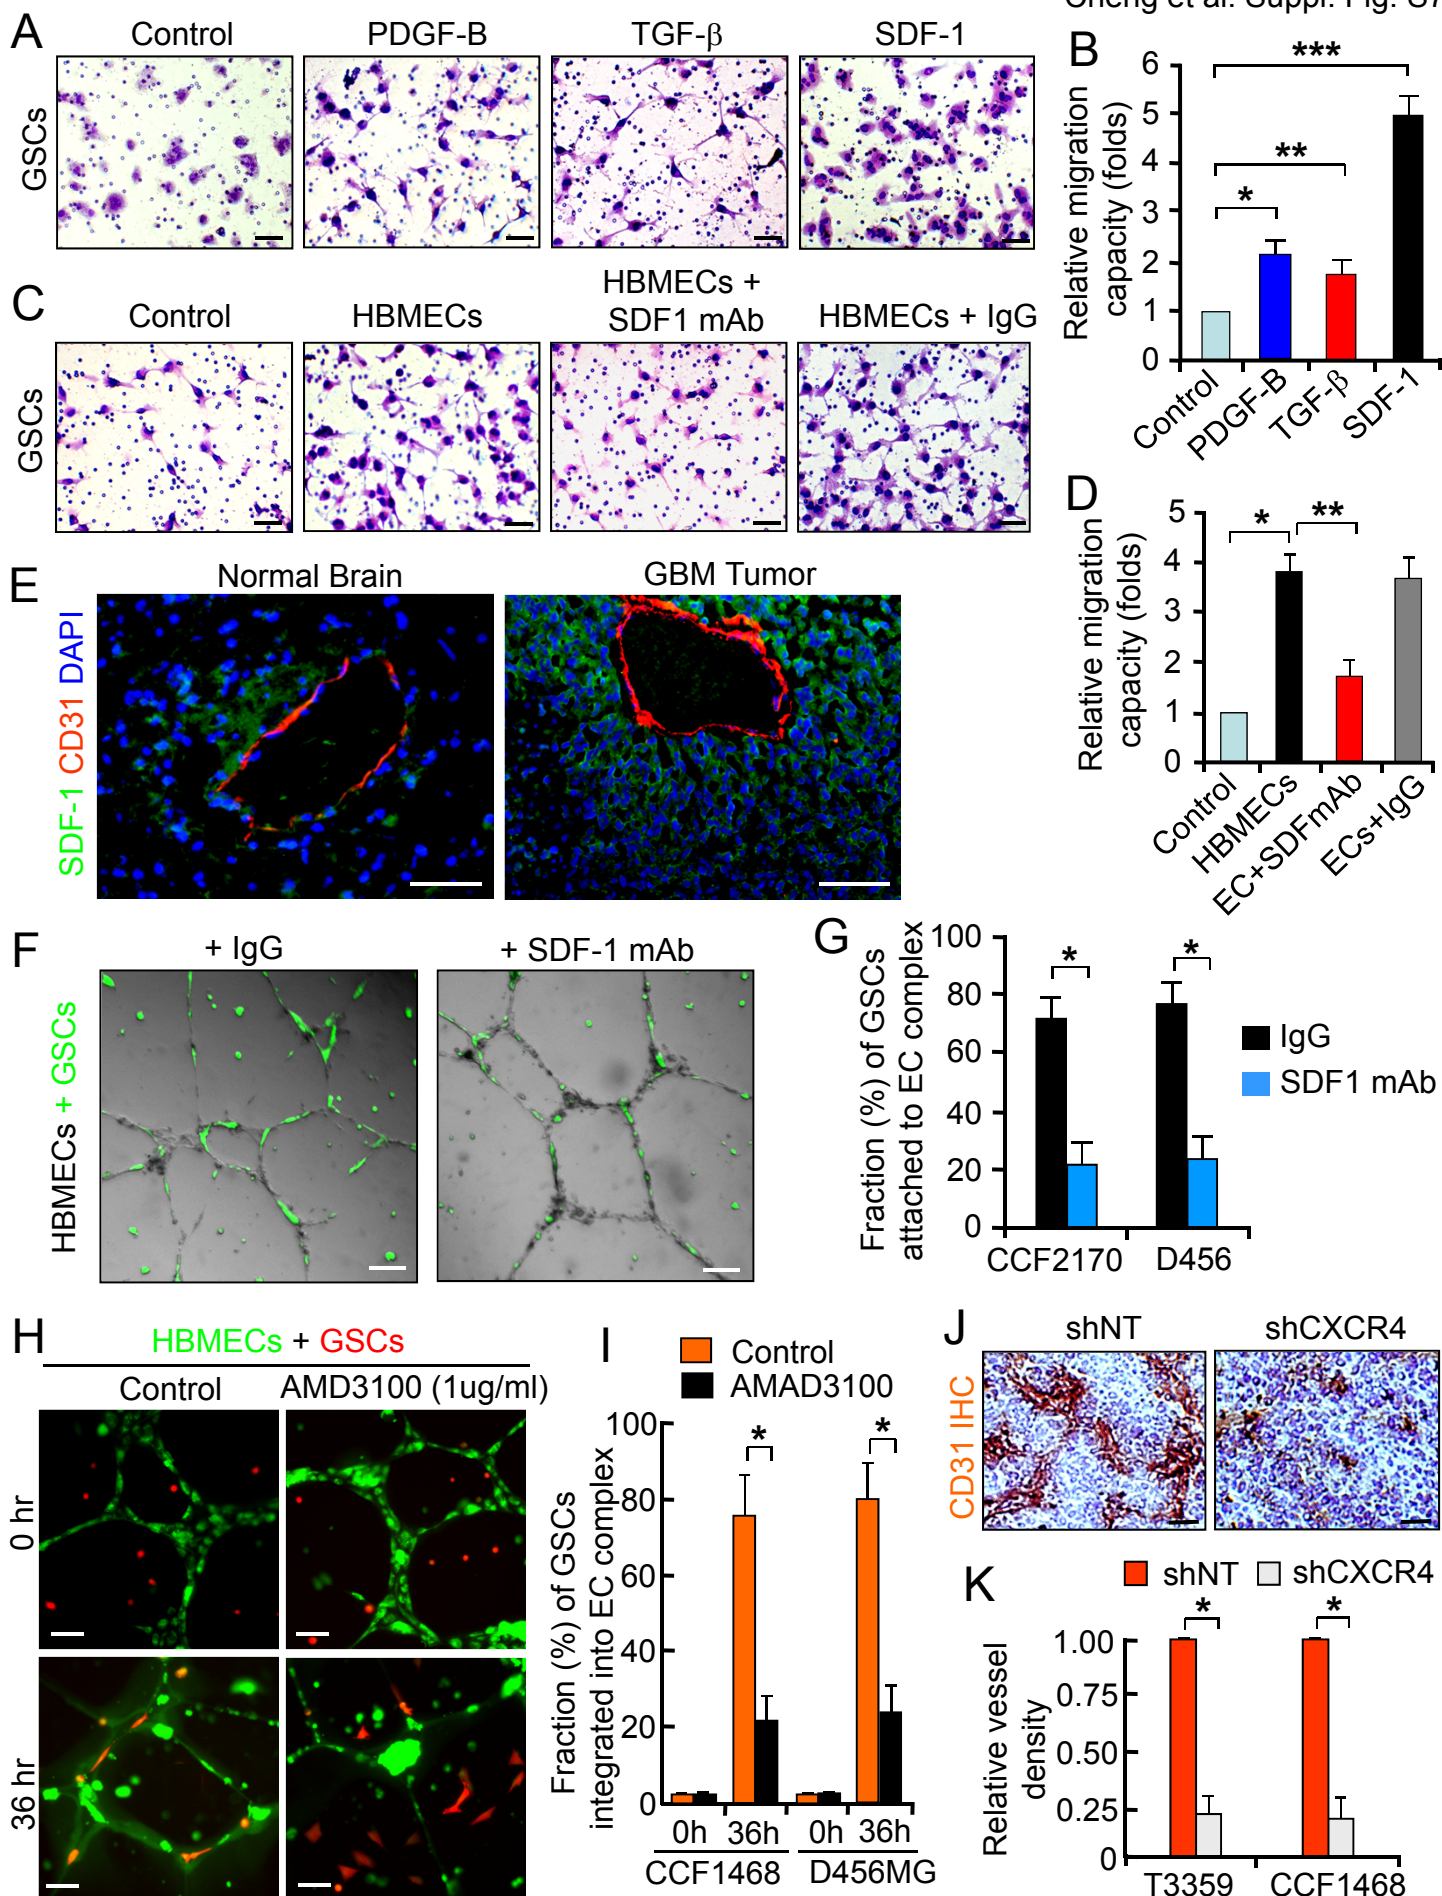 Cheng et al. Suppl. Fig. S7
A
Control
PDGF-B
TGF-β
SDF-1
GSCs
B
Relative migration
capacity (folds)
6
5
4
3
2
1
0
***
**
*
Control
PDGF-B
TGF-β
SDF-1
C
Control
HBMECs
HBMECs +
SDF1 mAb
HBMECs + IgG
GSCs
D
Relative migration
capacity (folds)
5
4
3
2
1
0
*
**
Control
HBMECs
EC+SDFmAb
ECs+IgG
E
Normal Brain
GBM Tumor
SDF-1 CD31 DAPI
F
+ IgG
+ SDF-1 mAb
HBMECs + GSCs
G
Fraction (%) of GSCs
attached to EC complex
100
80
60
40
20
0
*
*
IgG
SDF1 mAb
CCF2170
D456
H
HBMECs + GSCs
Control
AMD3100 (1ug/ml)
0 hr
36 hr
I
Control
AMAD3100
Fraction (%) of GSCs
integrated into EC complex
100
80
60
40
20
0
*
*
0h
36h
0h
36h
CCF1468
D456MG
J
shNT
shCXCR4
CD31 IHC
K
shNT
shCXCR4
Relative vessel
density
1.00
0.75
0.50
0.25
0
*
*
T3359
CCF1468